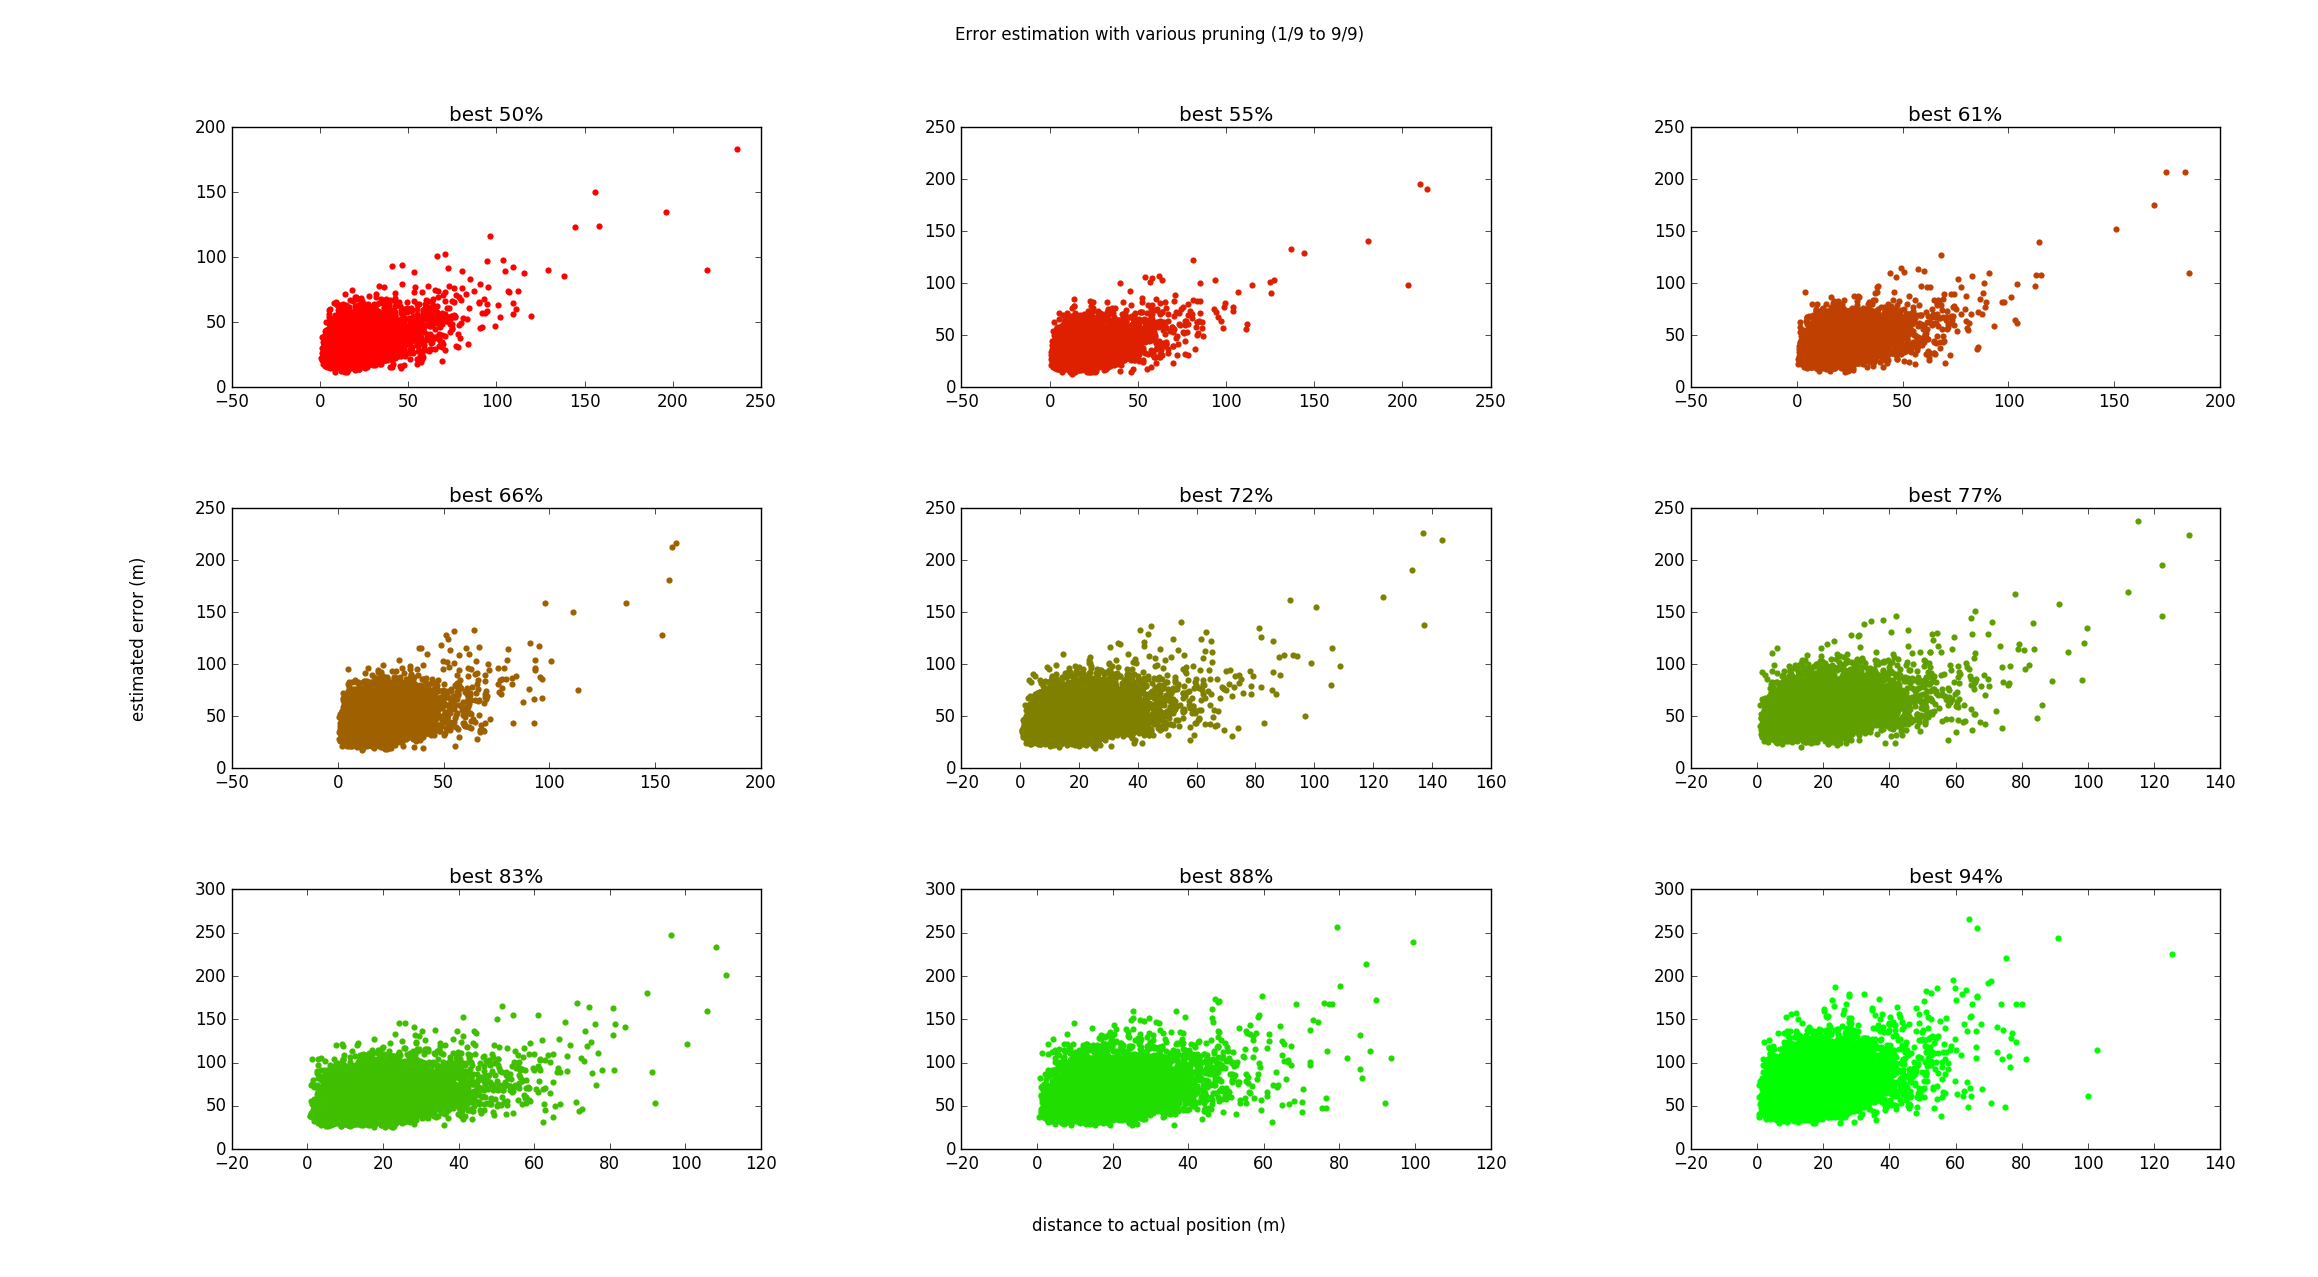 Error estimation with various pruning (1/9 to 9/9)
best 50%
best 55%
best 61%
200
150
100
50
0
−50 0 50 100 150 200 250
250
200
150
100
50
0
−50 0 50 100 150 200 250
250
200
150
100
50
0
−50 0 50 100 150 200
best 66%
best 72%
best 77%
estimated error (m)
250
200
150
100
50
0
−50 0 50 100 150 200
250
200
150
100
50
0
−20 0 20 40 60 80 100 120 140 160
250
200
150
100
50
0
−20 0 20 40 60 80 100 120 140
best 83%
best 88%
best 94%
300
250
200
150
100
50
0
−20 0 20 40 60 80 100 120
300
250
200
150
100
50
0
−20 0 20 40 60 80 100 120
300
250
200
150
100
50
0
−20 0 20 40 60 80 100 120 140
distance to actual position (m)